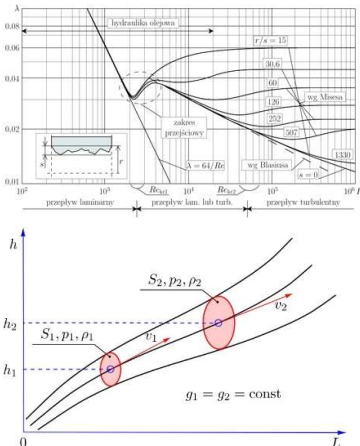 λ
0.08
0.06
0.04
0.02
0.01
hydraulika olejowa
r/s = 15
30,6
60
126
252
507
1330
s = 0
wg Misesa
wg Blasiusa
zakres
przejściowy
λ = 64/Re
s
r
10² 10³ 10⁴ 10⁵ 10⁶
Re_kr1 Re_kr2
przepływ laminarny przepływ lam. lub turb. przepływ turbulentny
h
S₂, p₂, ρ₂
h₂
v₂
S₁, p₁, ρ₁
v₁
h₁
g₁ = g₂ = const
0
L